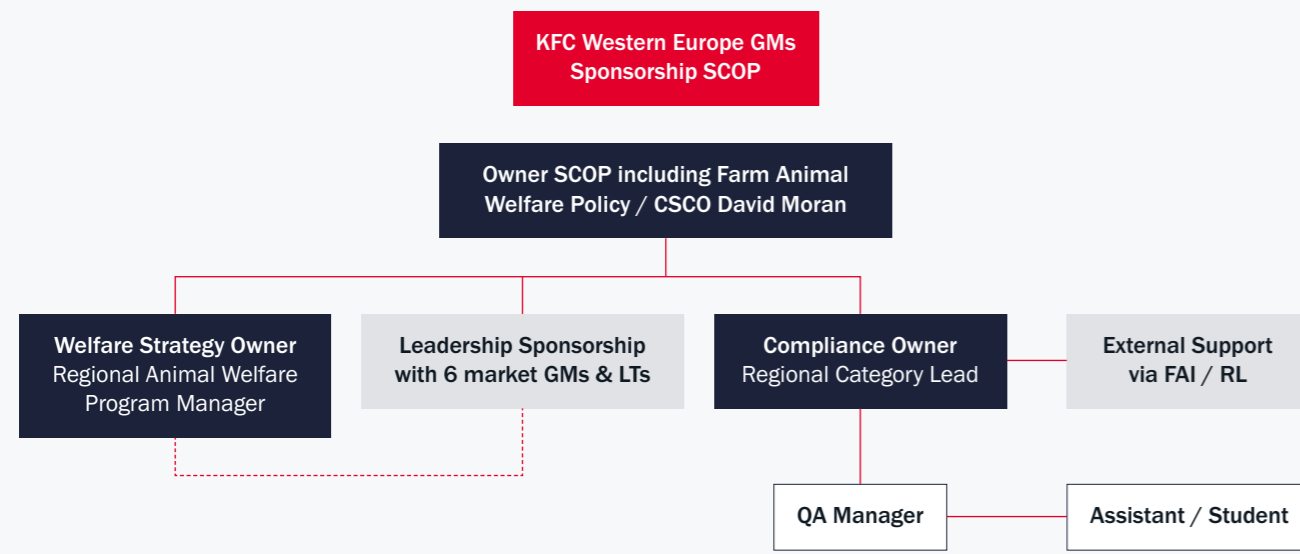 KFC Western Europe GMs
Sponsorship SCOP
Owner SCOP including Farm Animal
Welfare Policy / CSCO David Moran
Welfare Strategy Owner
Regional Animal Welfare
Program Manager
Leadership Sponsorship
with 6 market GMs & LTs
Compliance Owner
Regional Category Lead
External Support
via FAI / RL
QA Manager
Assistant / Student